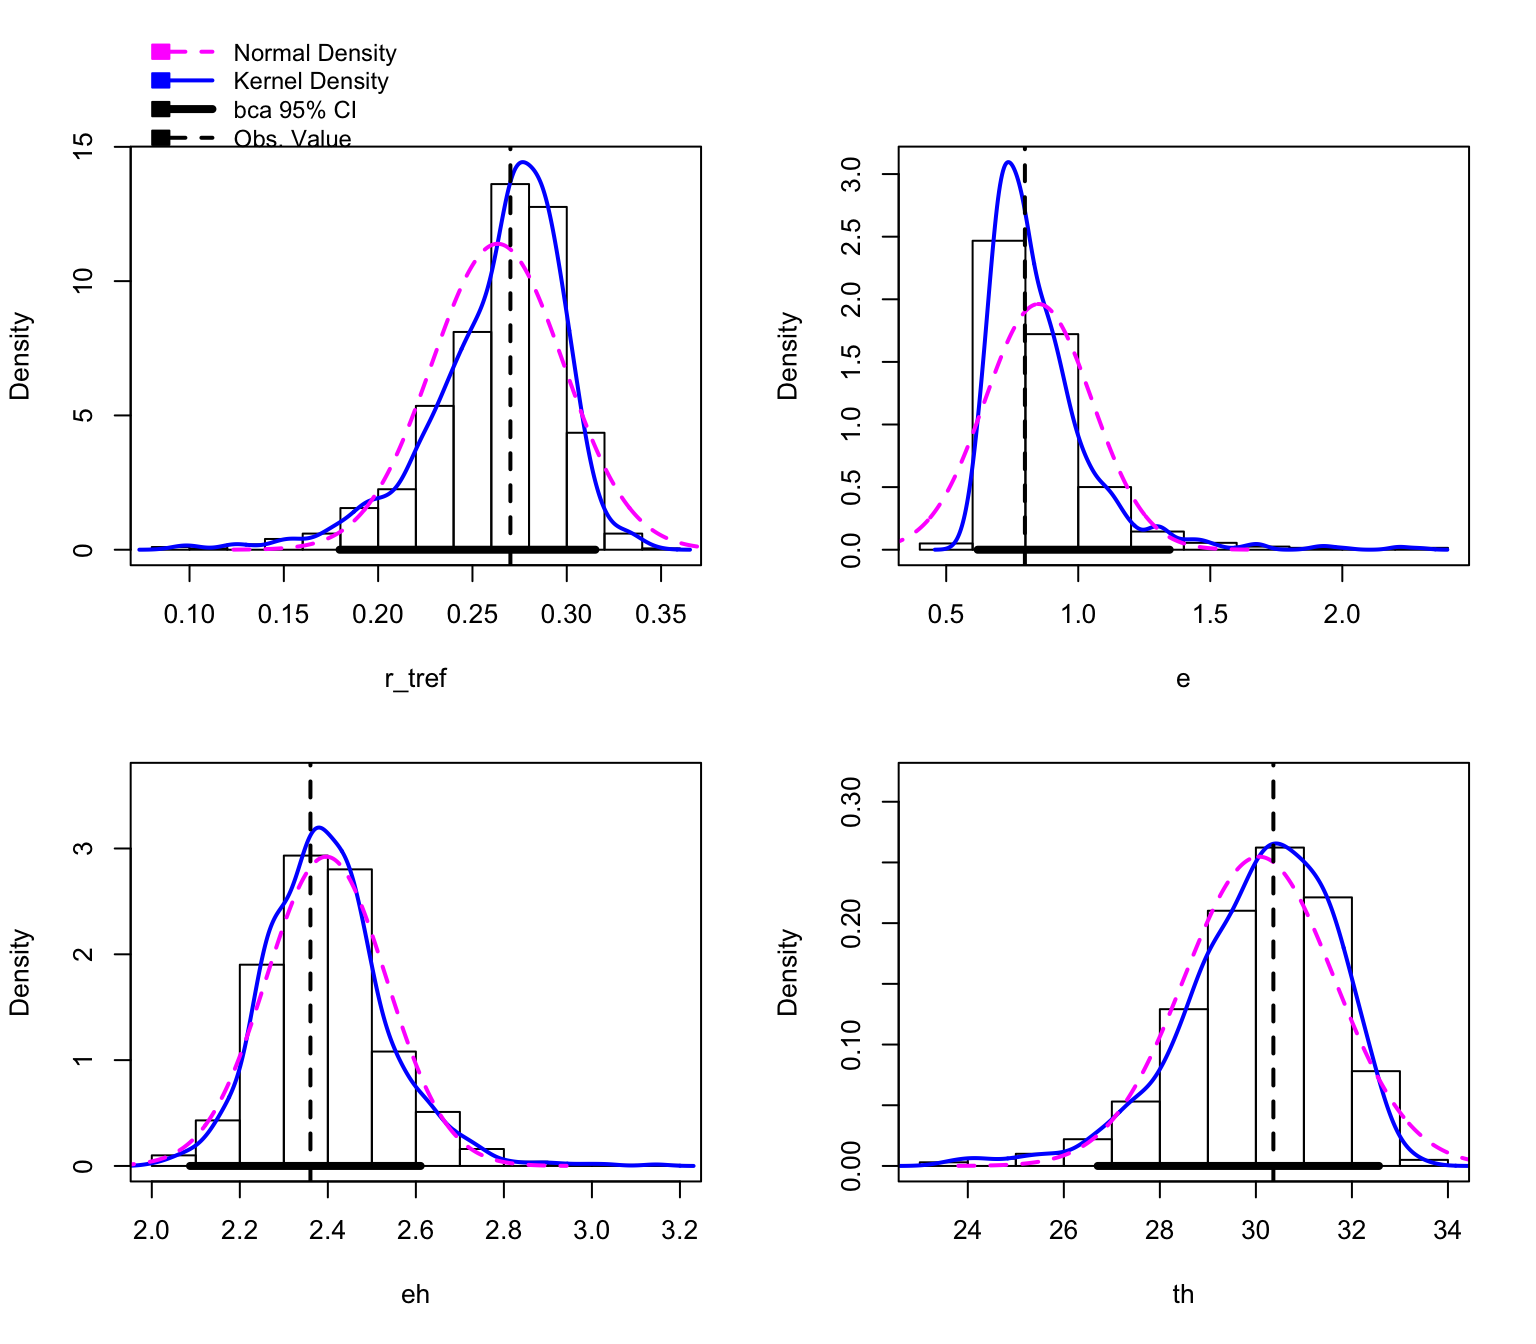 Normal Density
Kernel Density
bca 95% CI
Obs. Value
Density
0 5 10 15
0.10 0.15 0.20 0.25 0.30 0.35
r_tref
Density
0.0 0.5 1.0 1.5 2.0 2.5 3.0
0.5 1.0 1.5 2.0
e
Density
0 1 2 3
2.0 2.2 2.4 2.6 2.8 3.0 3.2
eh
Density
0.00 0.10 0.20 0.30
24 26 28 30 32 34
th